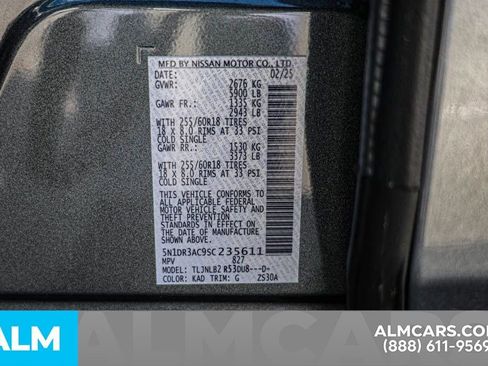 MFD BY NISSAN MOTOR CO., LTD.
DATE: 02/25
GVWR: 2676 KG
5900 LB
GAWR FR.: 1335 KG
2943 LB
WITH 255/60R18 TIRES
18 X 8.0 RIMS AT 33 PSI
COLD SINGLE
GAWR RR.: 1530 KG
3373 LB
WITH 255/60R18 TIRES
18 X 8.0 RIMS AT 33 PSI
COLD SINGLE
THIS VEHICLE CONFORMS TO
ALL APPLICABLE FEDERAL
MOTOR VEHICLE SAFETY AND
THEFT PREVENTION
STANDARDS IN EFFECT ON
THE DATE OF MANUFACTURE
SHOWN ABOVE.
5N1DR3AC9SC235611
MPV 827
MODEL: TLJNLB2 R53DU8---D-
COLOR: KAD TRIM: G ZS30A
ALM
ALMCARS
ALMCARS.COM
(888) 611-9569